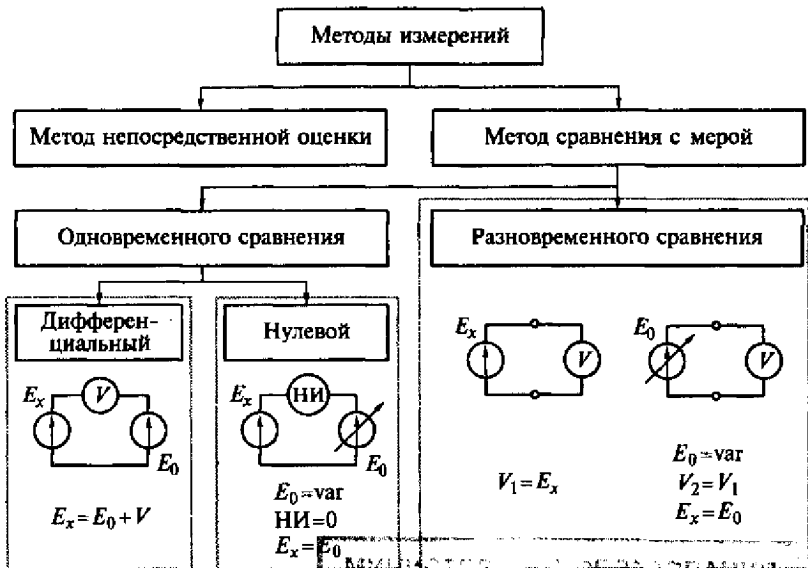 Методы измерений
Метод непосредственной оценки
Метод сравнения с мерой
Одновременного сравнения
Разновременного сравнения
Дифферен-
циальный
Нулевой
E_x V E_0
E_x = E_0 + V
E_x НИ E_0
E_0 = var
НИ = 0
E_x = E_0
E_x V
V_1 = E_x
E_0 V
E_0 = var
V_2 = V_1
E_x = E_0